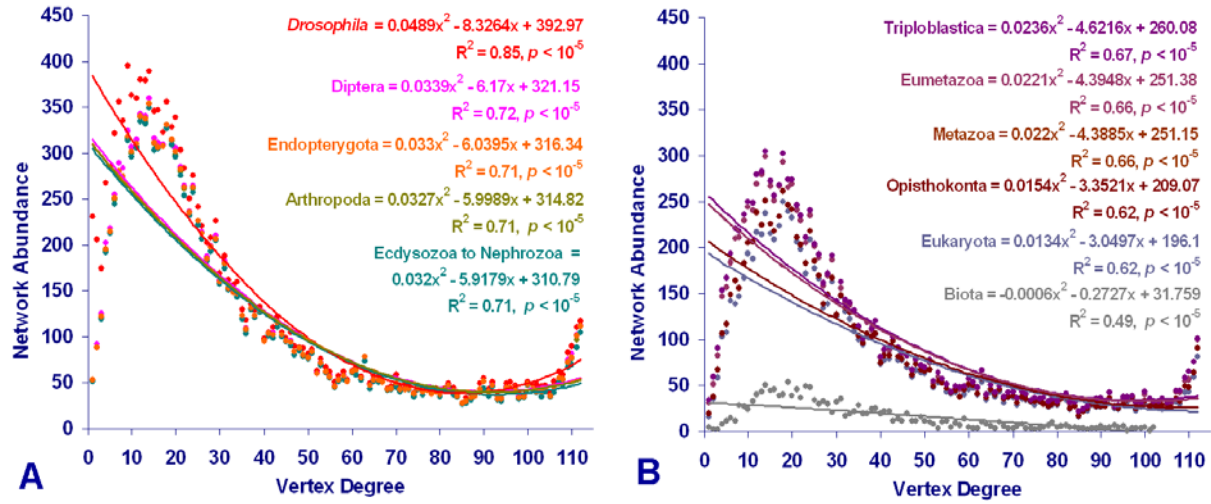 450
400
350
300
250
200
150
100
50
0
0 10 20 30 40 50 60 70 80 90 100 110
Network Abundance
Vertex Degree
A
Drosophila = 0.0489x² - 8.3264x + 392.97
R² = 0.85, p < 10⁻⁵
Diptera = 0.0339x² - 6.17x + 321.15
R² = 0.72, p < 10⁻⁵
Endopterygota = 0.033x² - 6.0395x + 316.34
R² = 0.71, p < 10⁻⁵
Arthropoda = 0.0327x² - 5.9989x + 314.82
R² = 0.71, p < 10⁻⁵
Ecdysozoa to Nephrozoa =
0.032x² - 5.9179x + 310.79
R² = 0.71, p < 10⁻⁵
450
400
350
300
250
200
150
100
50
0
0 10 20 30 40 50 60 70 80 90 100 110
Network Abundance
Vertex Degree
B
Triploblastica = 0.0236x² - 4.6216x + 260.08
R² = 0.67, p < 10⁻⁵
Eumetazoa = 0.0221x² - 4.3948x + 251.38
R² = 0.66, p < 10⁻⁵
Metazoa = 0.022x² - 4.3885x + 251.15
R² = 0.66, p < 10⁻⁵
Opisthokonta = 0.0154x² - 3.3521x + 209.07
R² = 0.62, p < 10⁻⁵
Eukaryota = 0.0134x² - 3.0497x + 196.1
R² = 0.62, p < 10⁻⁵
Biota = -0.0006x² - 0.2727x + 31.759
R² = 0.49, p < 10⁻⁵